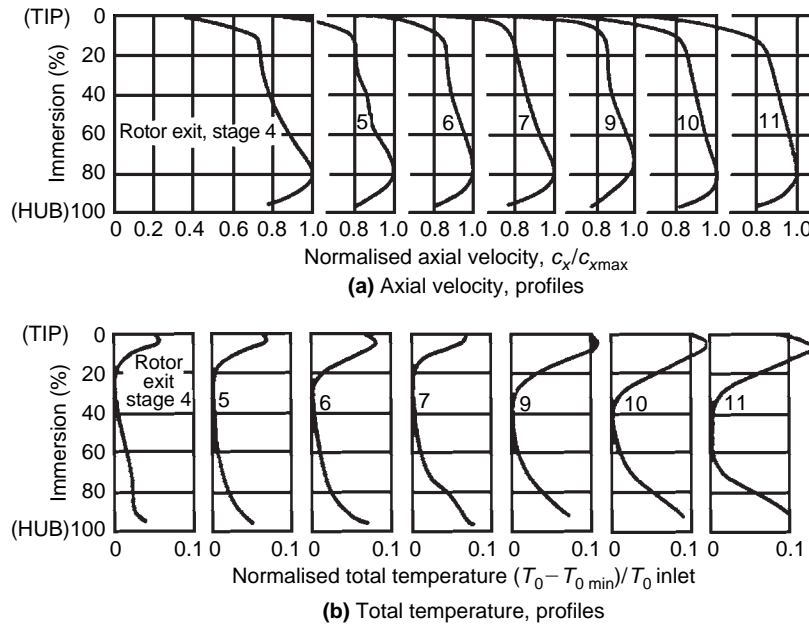 (TIP) 0
20
40
60
80
(HUB)100
Immersion (%)
Rotor exit, stage 4
5
6
7
9
10
11
0 0.2 0.4 0.6 0.8 1.0 0.8 1.0 0.8 1.0 0.8 1.0 0.8 1.0 0.8 1.0 0.8 1.0
Normalised axial velocity, cₓ/cₓmax
(a) Axial velocity, profiles
(TIP) 0
20
40
60
80
(HUB)100
Immersion (%)
Rotor
exit
stage 4
5
6
7
9
10
11
0 0.1 0 0.1 0 0.1 0 0.1 0 0.1 0 0.1 0 0.1
Normalised total temperature (T₀−T₀ min)/T₀ inlet
(b) Total temperature, profiles